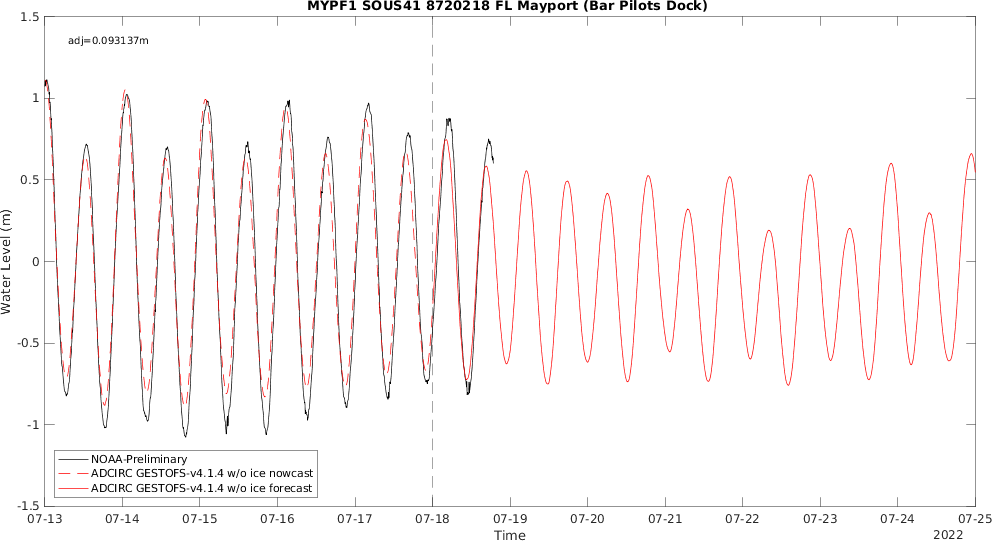 MYPF1 SOUS41 8720218 FL Mayport (Bar Pilots Dock)
1.5
adj=0.093137m
1
0.5
0
-0.5
-1
-1.5
Water Level (m)
NOAA-Preliminary
ADCIRC GESTOFS-v4.1.4 w/o ice nowcast
ADCIRC GESTOFS-v4.1.4 w/o ice forecast
07-13 07-14 07-15 07-16 07-17 07-18 07-19 07-20 07-21 07-22 07-23 07-24 07-25
Time
2022